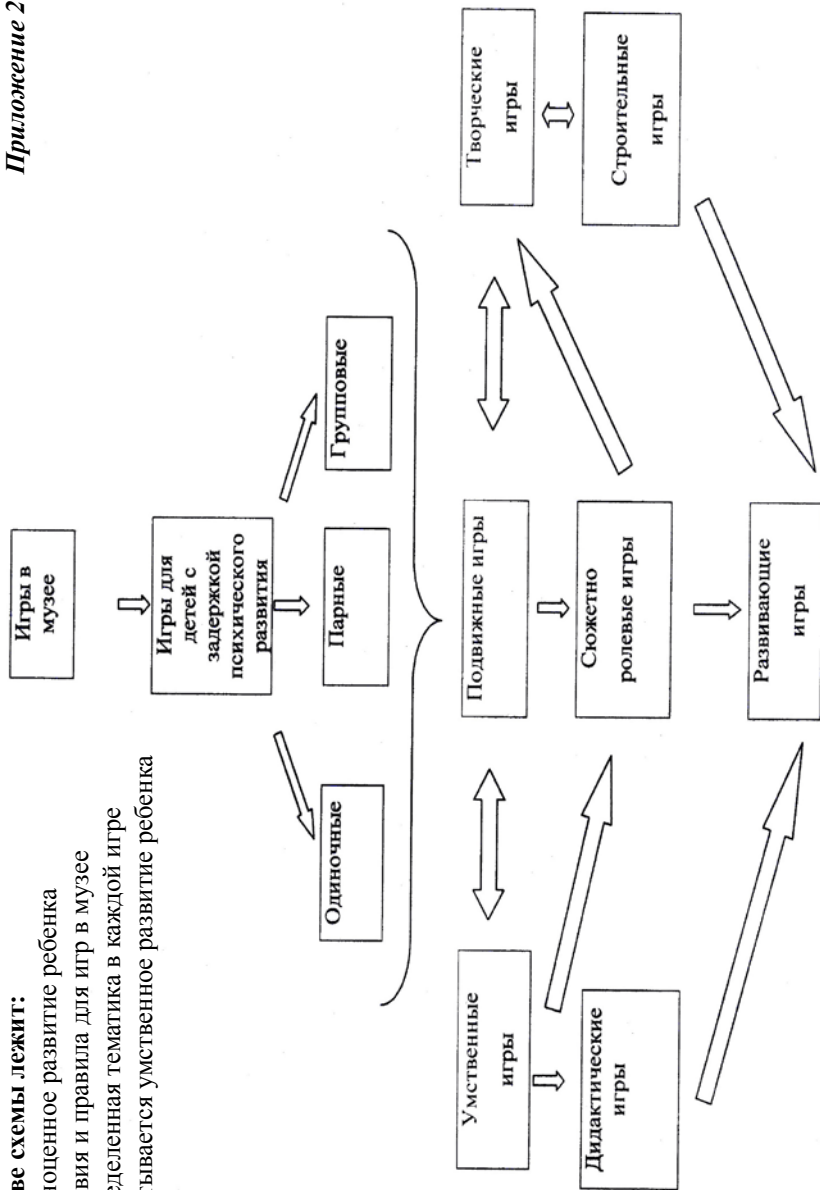 Приложение 2
ве схемы лежит:
ноценное развитие ребенка
вия и правила для игр в музее
еделенная тематика в каждой игре
ывается умственное развитие ребенка
Игры в
музее
Игры для
детей с
задержкой
психического
развития
Одиночные
Парные
Групповые
Умственные
игры
Подвижные игры
Творческие
игры
Дидактические
игры
Сюжетно
ролевые игры
Строительные
игры
Развивающие
игры